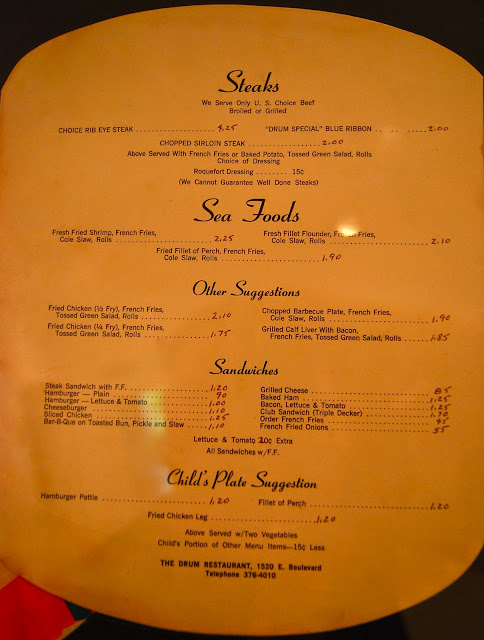 Steaks
We Serve Only U. S. Choice Beef
Broiled or Grilled
CHOICE RIB EYE STEAK .................... 4.25
"DRUM SPECIAL" BLUE RIBBON .............. 2.00
CHOPPED SIRLOIN STEAK .................... 2.00
Above Served With French Fries or Baked Potato, Tossed Green Salad, Rolls
Choice of Dressing
Roquefort Dressing ........ 15¢
(We Cannot Guarantee Well Done Steaks)
Sea Foods
Fresh Fried Shrimp, French Fries,
Cole Slaw, Rolls .................... 2.25
Fresh Fillet Flounder, French Fries,
Cole Slaw, Rolls .................... 2.10
Fried Fillet of Perch, French Fries,
Cole Slaw, Rolls .................... 1.90
Other Suggestions
Fried Chicken (½ Fry), French Fries,
Tossed Green Salad, Rolls .................... 2.10
Fried Chicken (¼ Fry), French Fries,
Tossed Green Salad, Rolls .................... 1.75
Chopped Barbecue Plate, French Fries,
Cole Slaw, Rolls .................... 1.90
Grilled Calf Liver With Bacon,
French Fries, Tossed Green Salad, Rolls .......... 1.85
Sandwiches
Steak Sandwich with F.F. .................... 1.20
Hamburger — Plain .................... 90
Hamburger — Lettuce & Tomato .................... 1.00
Cheeseburger .................... 1.10
Sliced Chicken .................... 1.25
Bar-B-Que on Toasted Bun, Pickle and Slaw ...... 1.10
Grilled Cheese .................... 85
Baked Ham .................... 1.25
Bacon, Lettuce & Tomato .................... 1.25
Club Sandwich (Triple Decker) .................... 1.70
Order French Fries .................... 45
French Fried Onions .................... 55
Lettuce & Tomato 20¢ Extra
All Sandwiches w/F.F.
Child's Plate Suggestion
Hamburger Pattie .................... 1.20
Fillet of Perch .................... 1.20
Fried Chicken Leg .................... 1.20
Above Served w/Two Vegetables
Child's Portion of Other Menu Items—15¢ Less
THE DRUM RESTAURANT, 1520 E. Boulevard
Telephone 376-4010